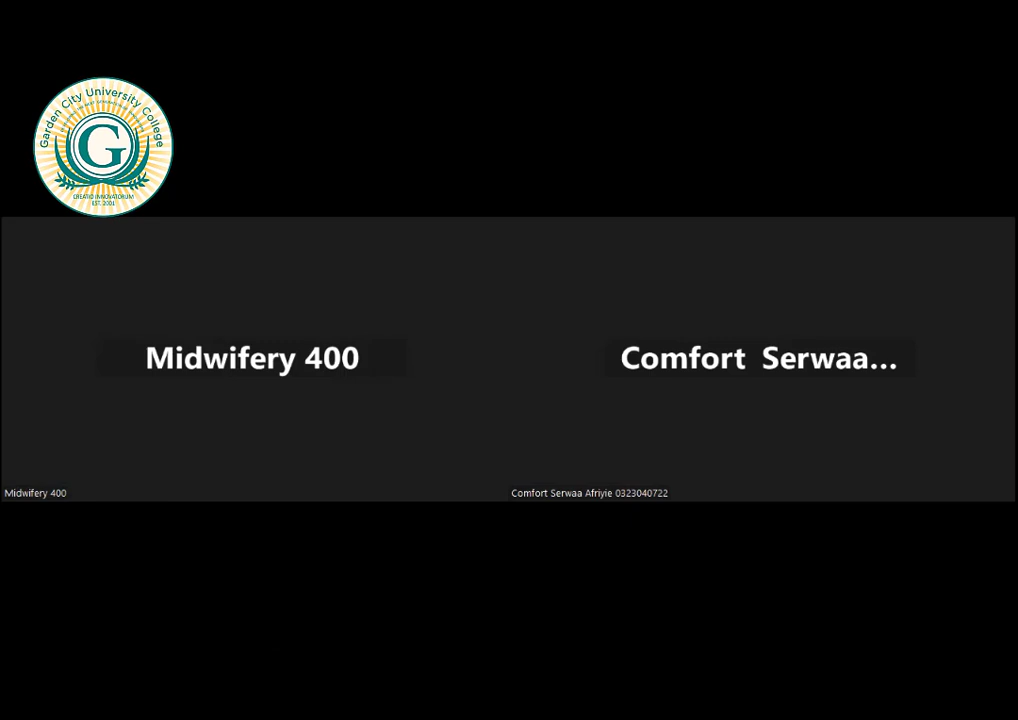 Garden City University College
G
CREATIO INNOVATORUM
EST. 2001
Midwifery 400
Comfort Serwaa...
Midwifery 400
Comfort Serwaa Afriyie 0323040722